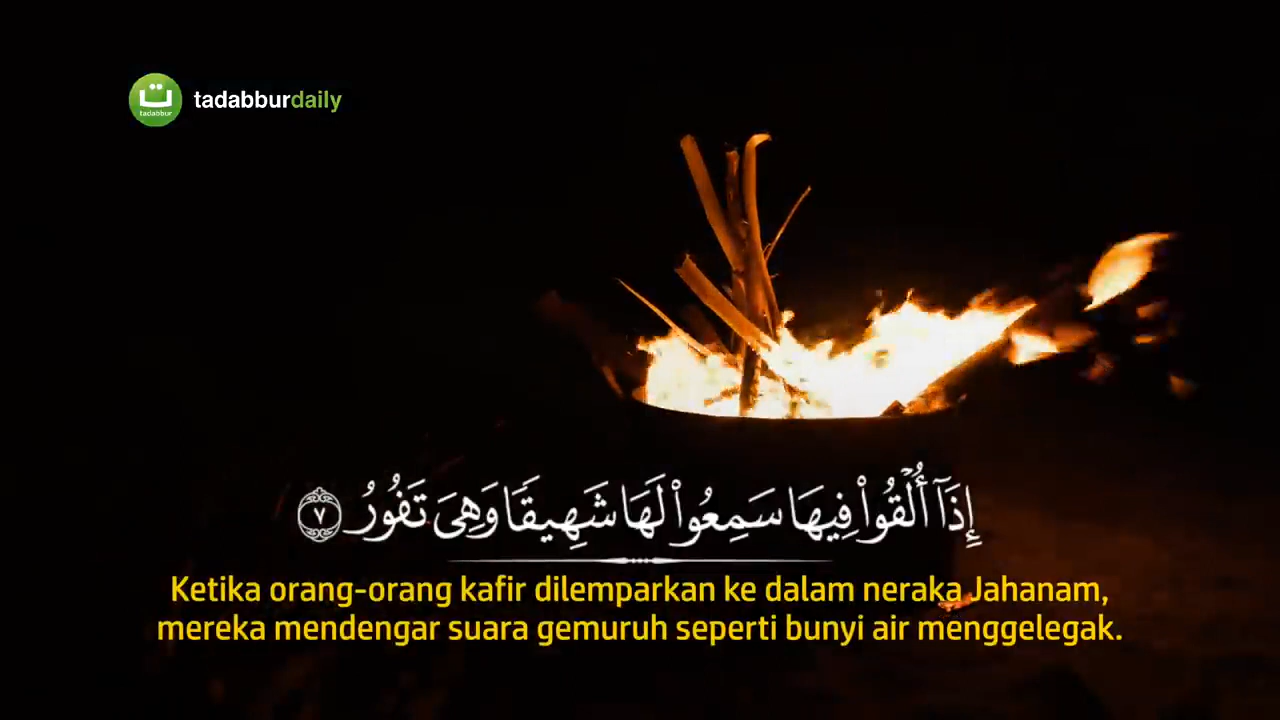 ت
tadabbur
tadabburdaily
إِذَآ أُلْقُوا۟ فِيهَا سَمِعُوا۟ لَهَا شَهِيقًا وَهِىَ تَفُورُ ٧
Ketika orang-orang kafir dilemparkan ke dalam neraka Jahanam,
mereka mendengar suara gemuruh seperti bunyi air menggelegak.